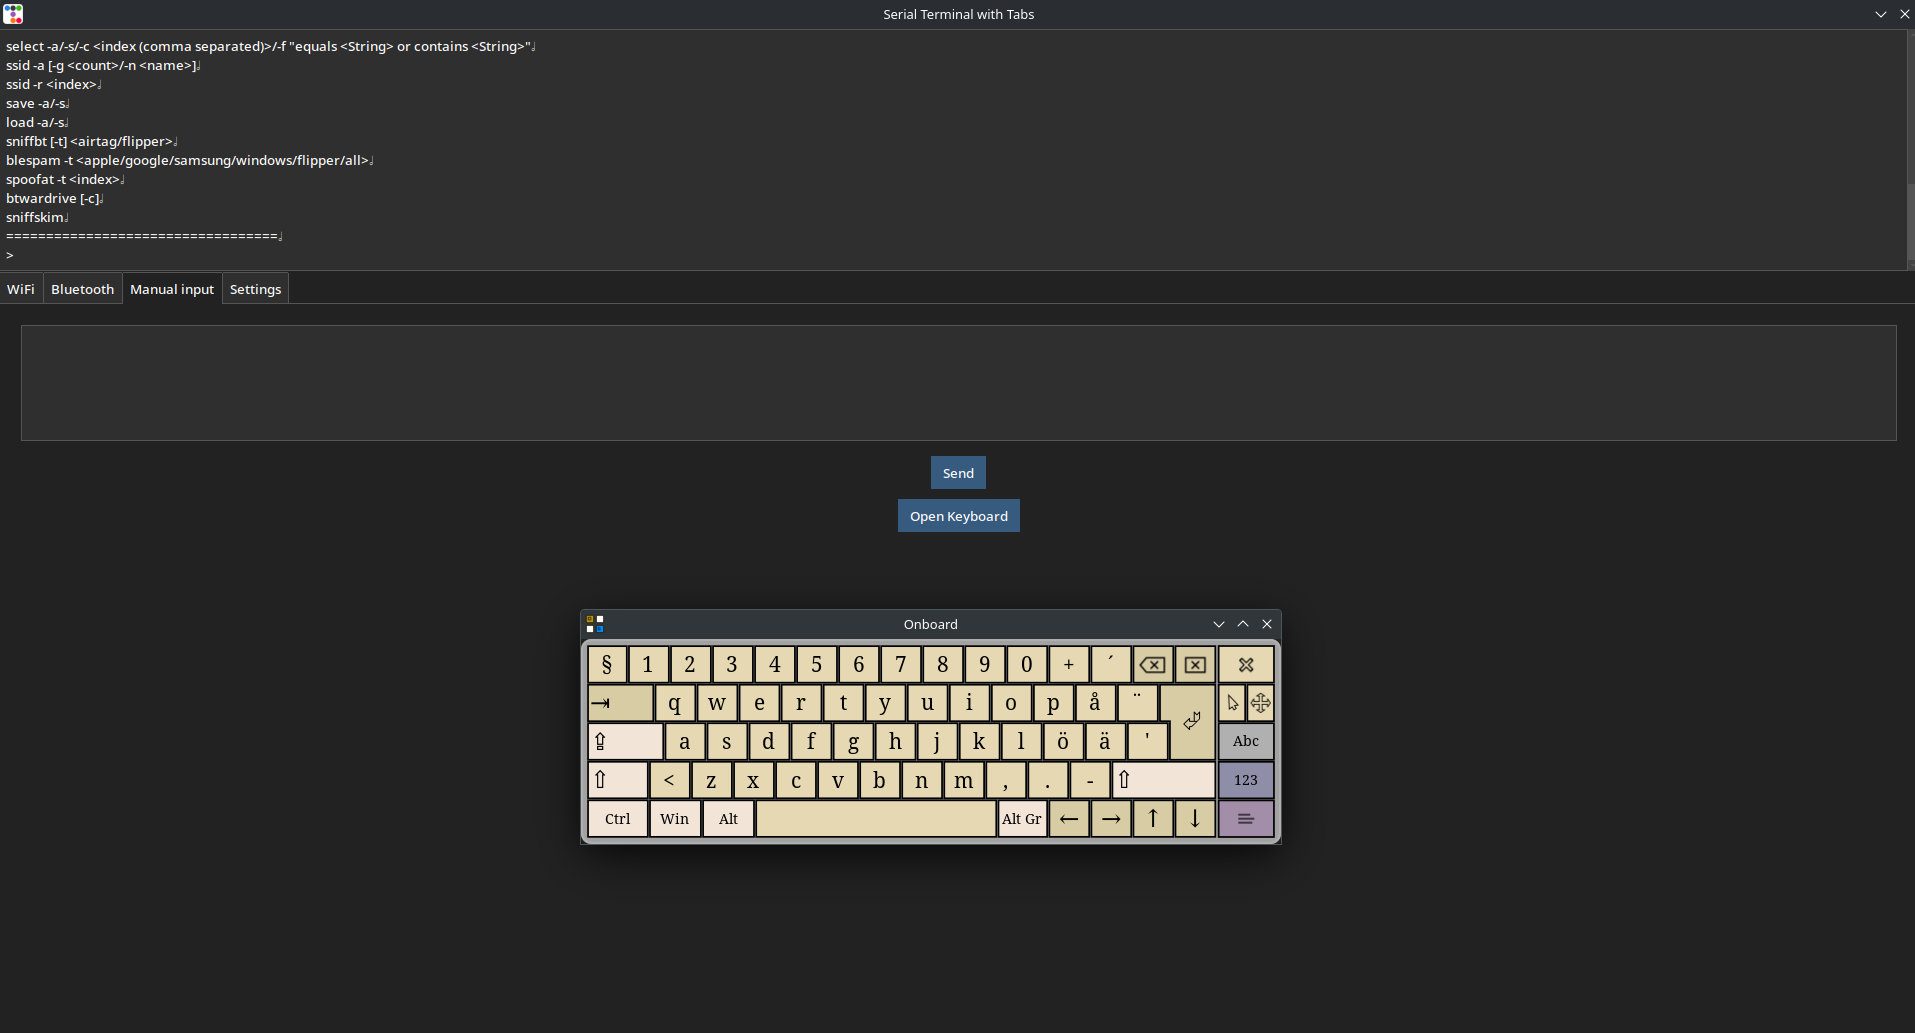 Serial Terminal with Tabs
select -a/-s/-c <index (comma separated)>/-f "equals <String> or contains <String>"
ssid -a [-g <count>/-n <name>]
ssid -r <index>
save -a/-s
load -a/-s
sniffbt [-t] <airtag/flipper>
blespam -t <apple/google/samsung/windows/flipper/all>
spoofat -t <index>
btwardrive [-c]
sniffskim
==================================
>
WiFi Bluetooth Manual input Settings
Send
Open Keyboard
Onboard
§ 1 2 3 4 5 6 7 8 9 0 + ´
q w e r t y u i o p å ¨
a s d f g h j k l ö ä ' Abc
< z x c v b n m , . - 123
Ctrl Win Alt Alt Gr ← → ↑ ↓